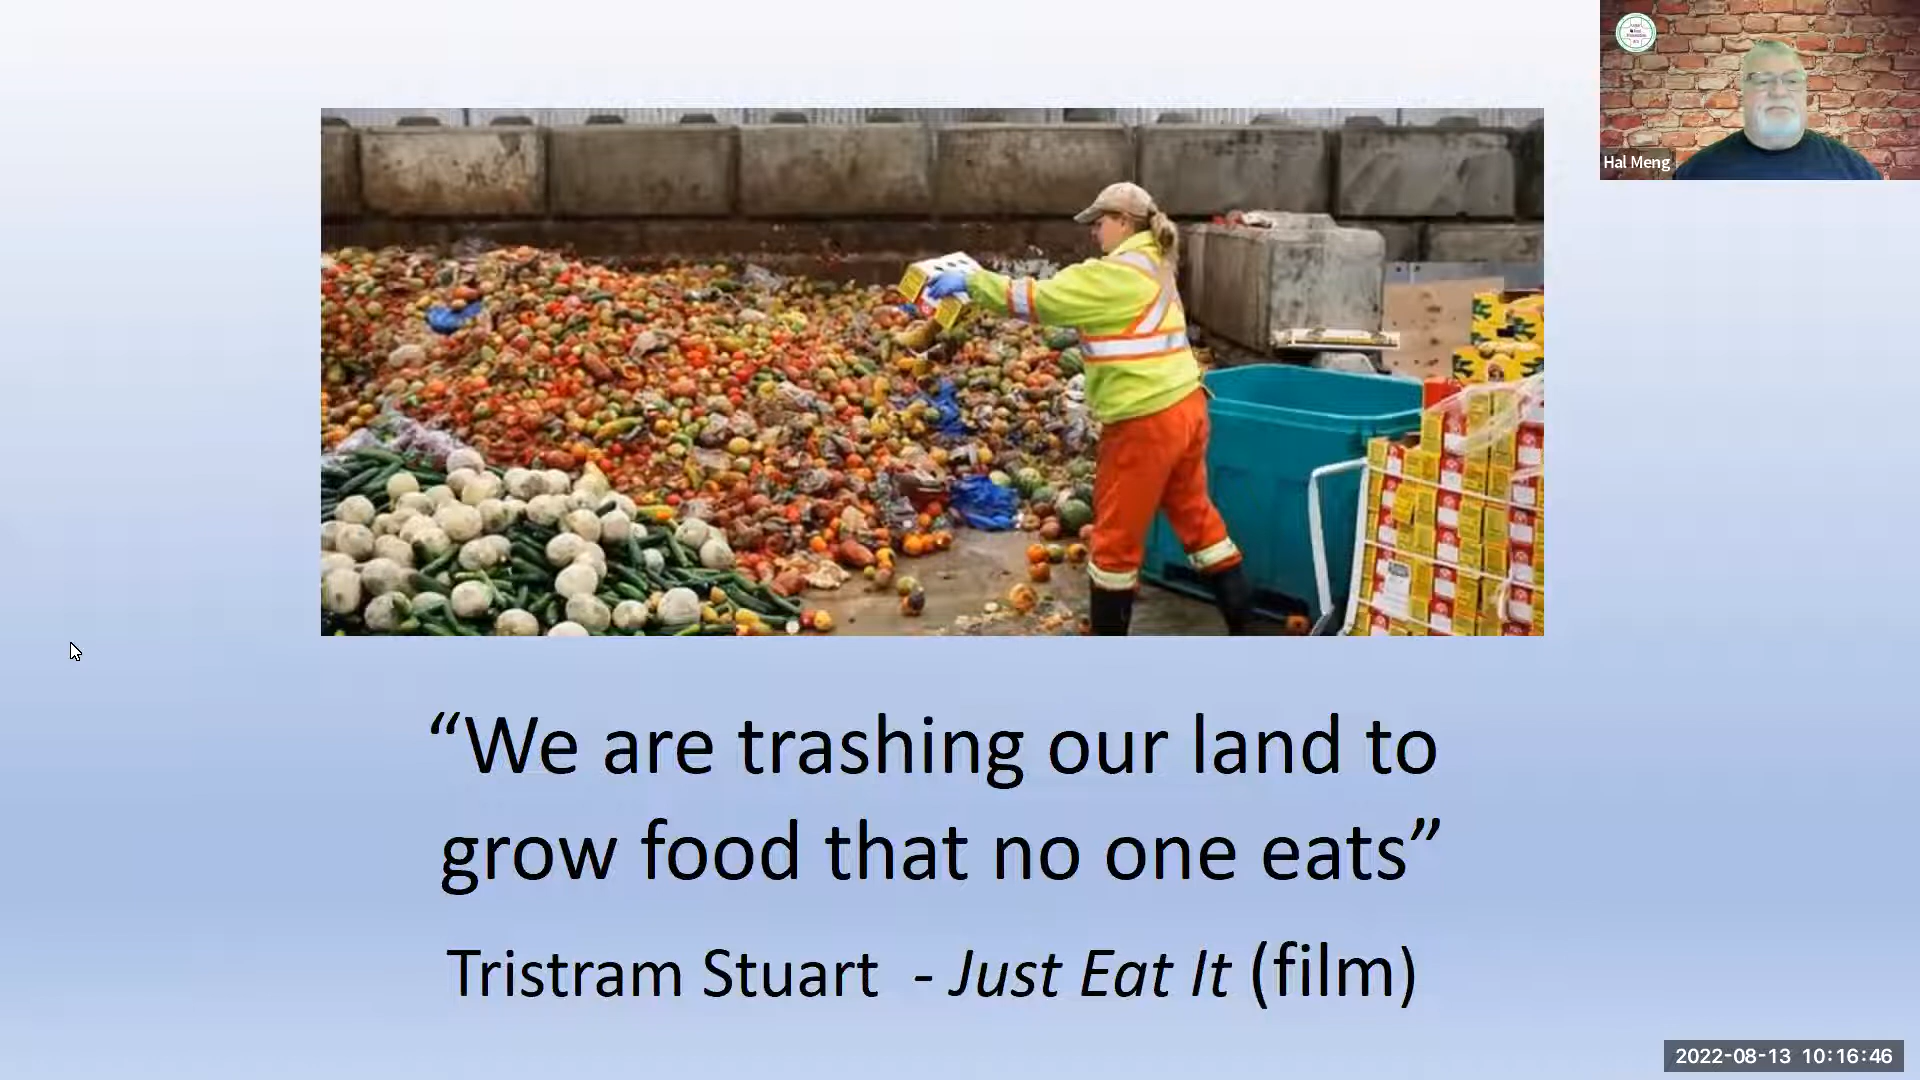 Hal Meng
“We are trashing our land to
grow food that no one eats”
Tristram Stuart - Just Eat It (film)
2022-08-13 10:16:46